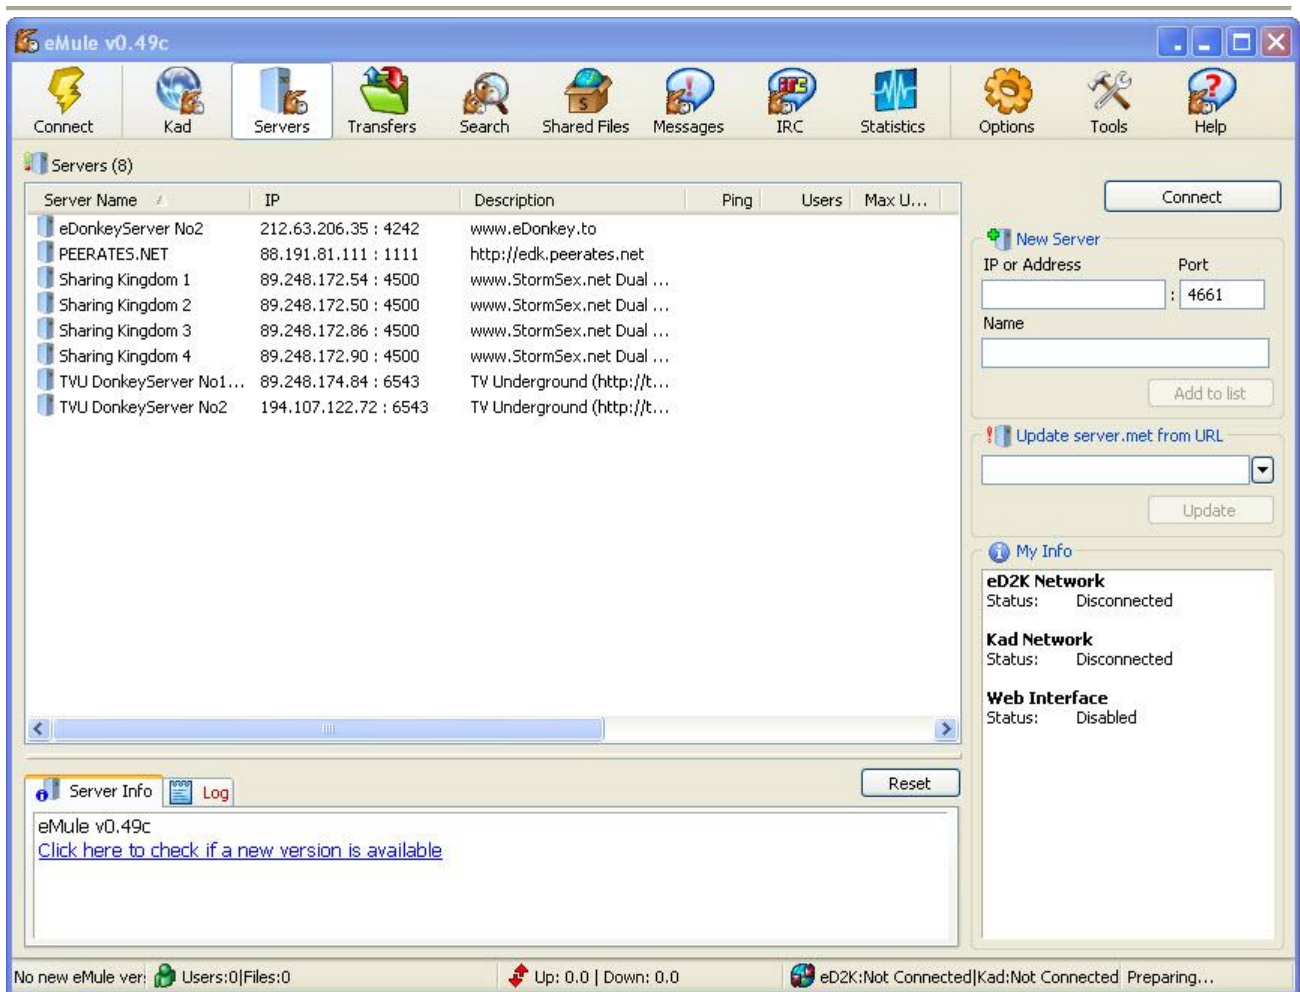 eMule v0.49c
Connect Kad Servers Transfers Search Shared Files Messages IRC Statistics Options Tools Help
Servers (8)
Server Name IP Description Ping Users Max U...
eDonkeyServer No2 212.63.206.35 : 4242 www.eDonkey.to
PEERATES.NET 88.191.81.111 : 1111 http://edk.peerates.net
Sharing Kingdom 1 89.248.172.54 : 4500 www.StormSex.net Dual ...
Sharing Kingdom 2 89.248.172.50 : 4500 www.StormSex.net Dual ...
Sharing Kingdom 3 89.248.172.86 : 4500 www.StormSex.net Dual ...
Sharing Kingdom 4 89.248.172.90 : 4500 www.StormSex.net Dual ...
TVU DonkeyServer No1... 89.248.174.84 : 6543 TV Underground (http://t...
TVU DonkeyServer No2 194.107.122.72 : 6543 TV Underground (http://t...
Connect
New Server
IP or Address Port
: 4661
Name
Add to list
Update server.met from URL
Update
My Info
eD2K Network
Status: Disconnected
Kad Network
Status: Disconnected
Web Interface
Status: Disabled
Server Info Log
Reset
eMule v0.49c
Click here to check if a new version is available
No new eMule ver: Users:0|Files:0 Up: 0.0 | Down: 0.0 eD2K:Not Connected|Kad:Not Connected Preparing...